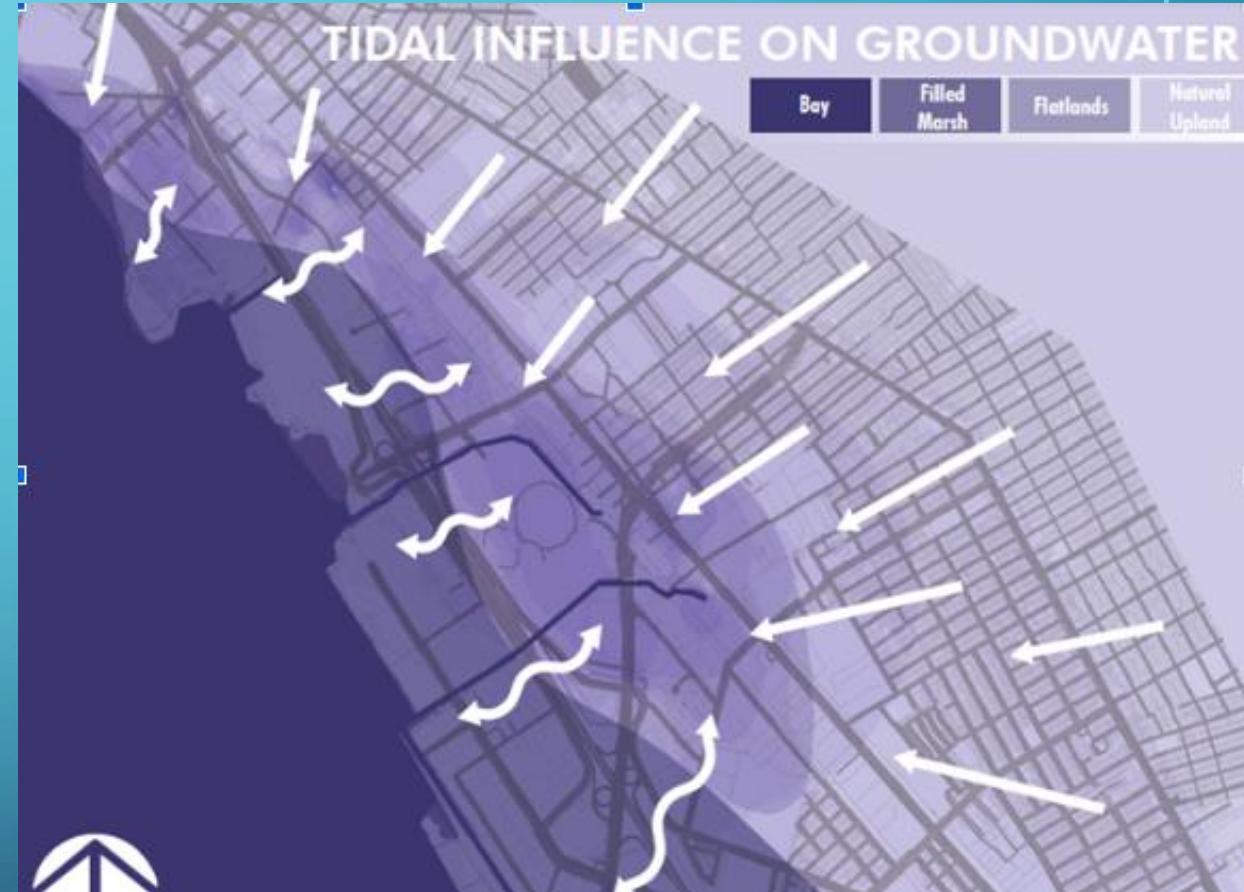 TIDAL INFLUENCE ON GROUNDWATER
Bay
Filled
Marsh
Flatlands
Natural
Upland